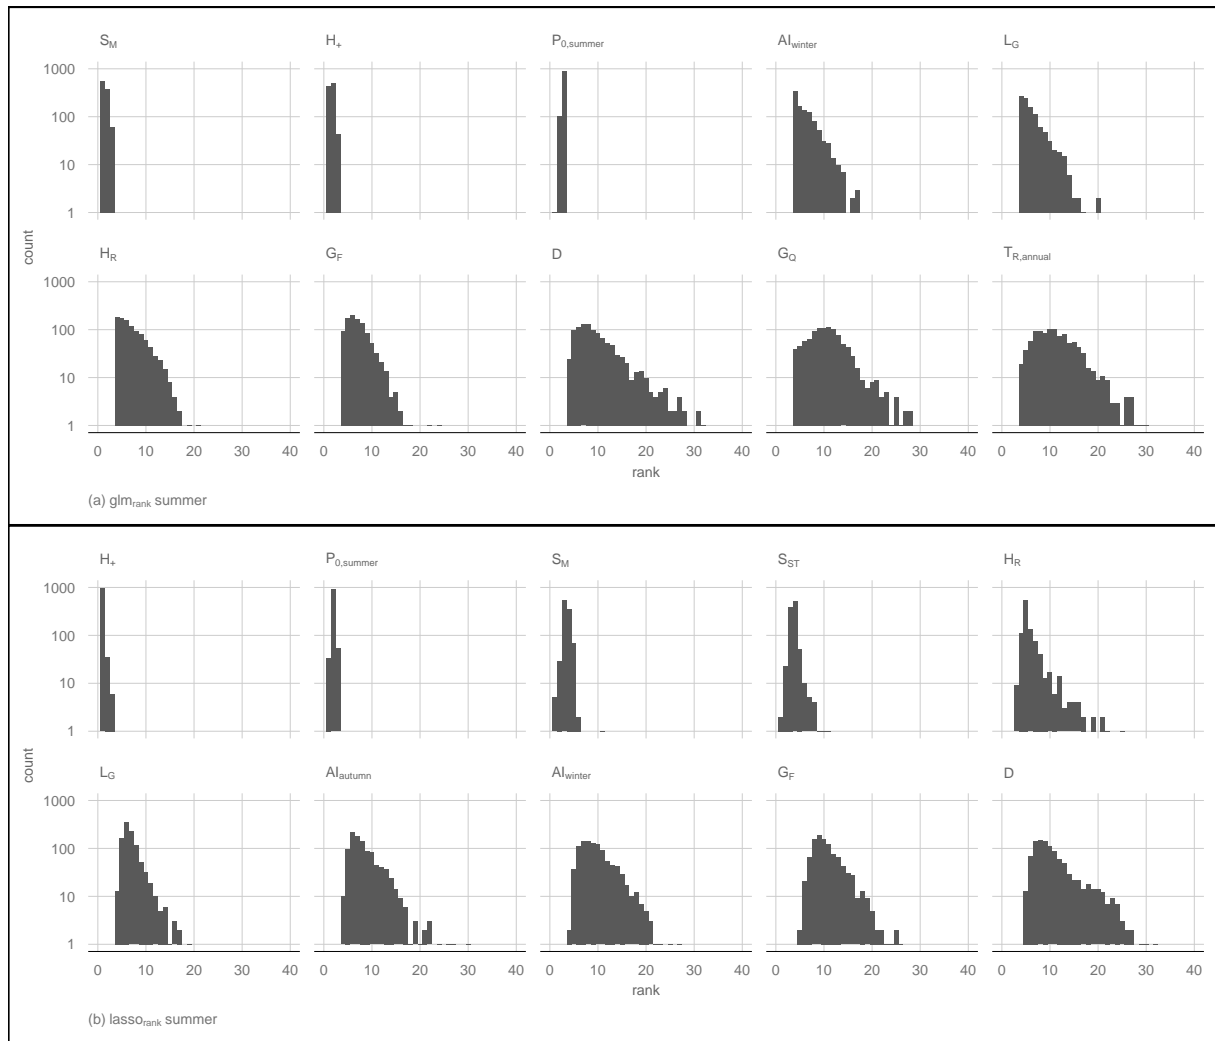 S_M H_+ P_0,summer AI_winter L_G
1000
100
10
1
H_R G_F D G_Q T_R,annual
count
1000
100
10
1
0 10 20 30 40 0 10 20 30 40 0 10 20 30 40 0 10 20 30 40 0 10 20 30 40
rank
(a) glm_rank summer
H_+ P_0,summer S_M S_ST H_R
1000
100
10
1
L_G AI_autumn AI_winter G_F D
count
1000
100
10
1
0 10 20 30 40 0 10 20 30 40 0 10 20 30 40 0 10 20 30 40 0 10 20 30 40
rank
(b) lasso_rank summer